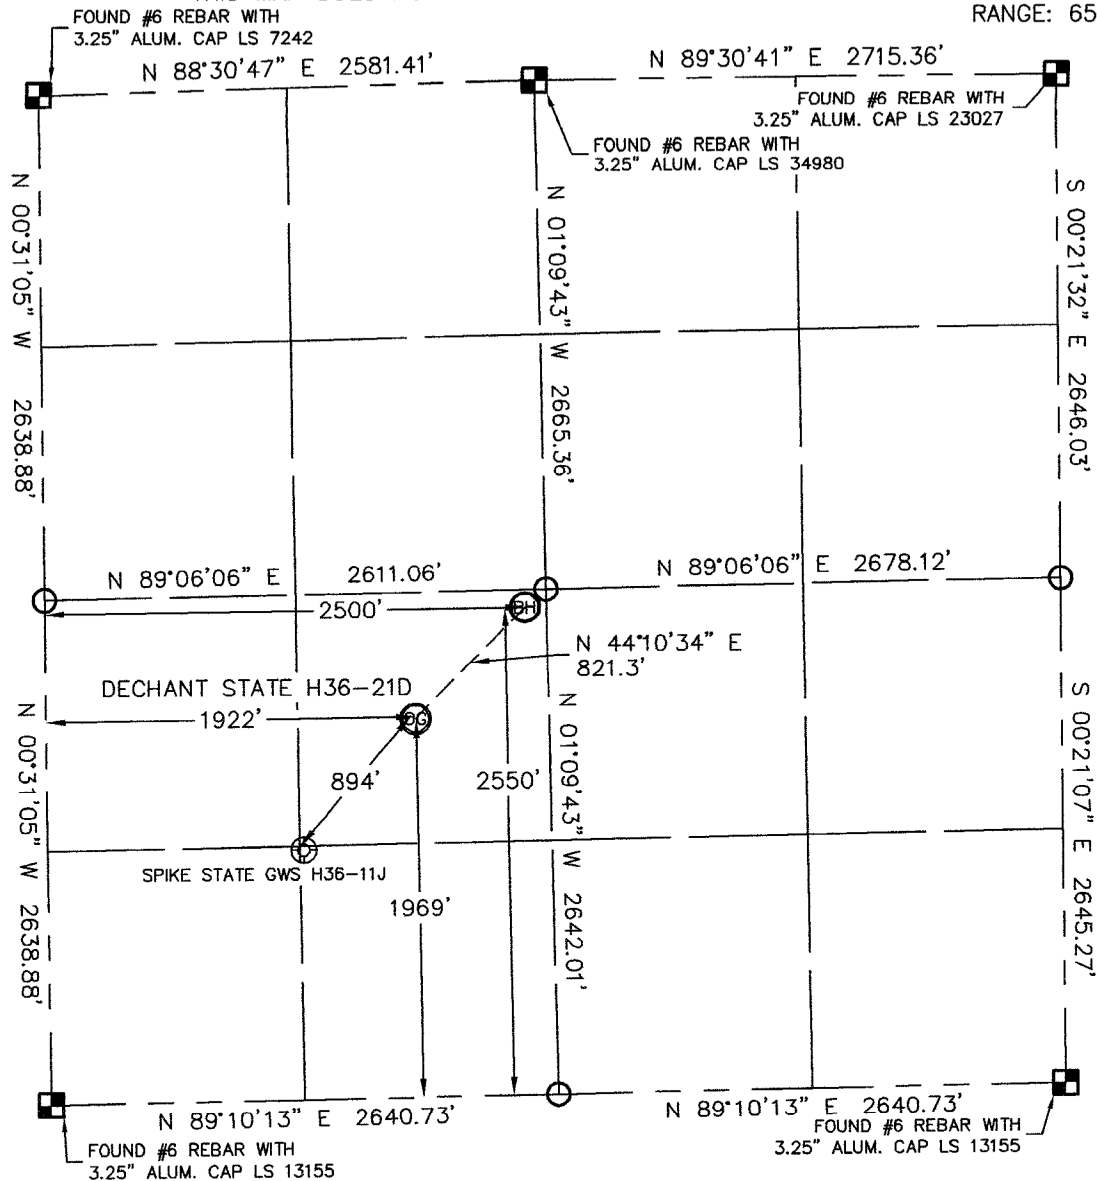 FOUND #6 REBAR WITH
3.25" ALUM. CAP LS 7242
RANGE: 65
N 88°30'47" E 2581.41'
N 89°30'41" E 2715.36'
FOUND #6 REBAR WITH
3.25" ALUM. CAP LS 23027
FOUND #6 REBAR WITH
3.25" ALUM. CAP LS 34980
N 00°31'05" W 2638.88'
N 01°09'43" W 2665.36'
S 00°21'32" E 2646.03'
N 89°06'06" E 2611.06'
N 89°06'06" E 2678.12'
2500'
BH
N 44°10'34" E
821.3'
DECHANT STATE H36-21D
1922'
OG
894'
2550'
N 00°31'05" W 2638.88'
N 01°09'43" W 2642.01'
S 00°21'07" E 2645.27'
SPIKE STATE GWS H36-11J
1969'
N 89°10'13" E 2640.73'
N 89°10'13" E 2640.73'
FOUND #6 REBAR WITH
3.25" ALUM. CAP LS 13155
FOUND #6 REBAR WITH
3.25" ALUM. CAP LS 13155